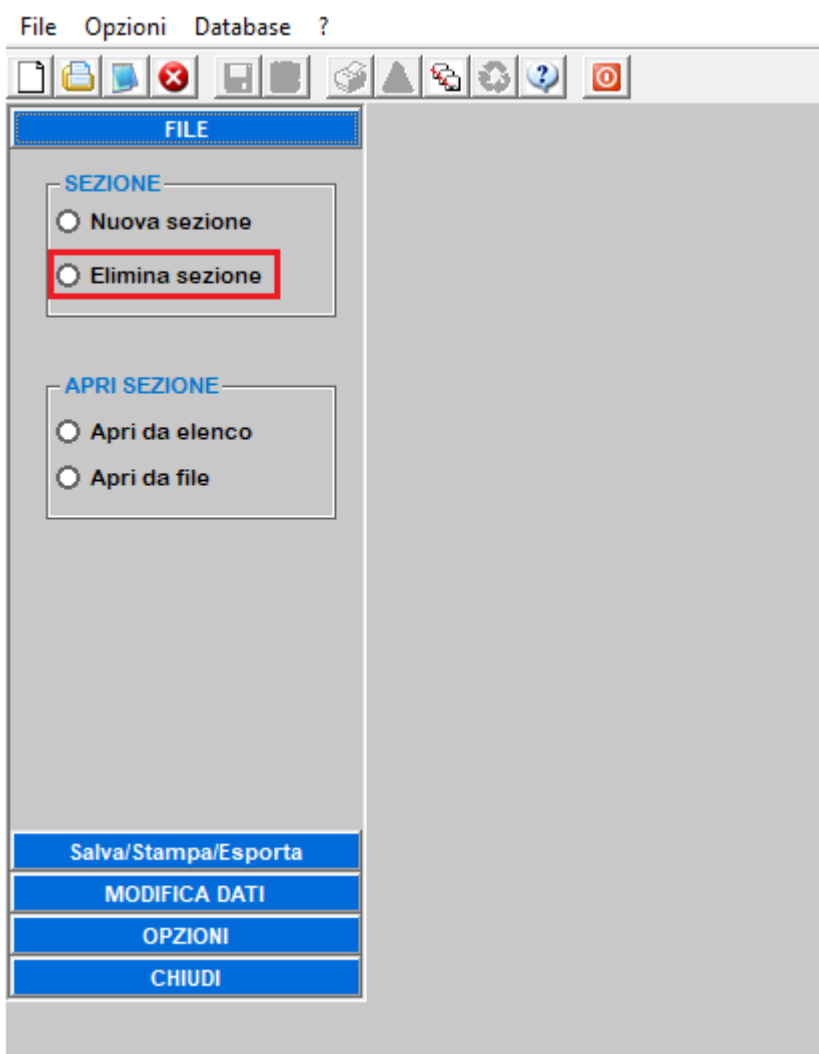 File Opzioni Database ?
FILE
SEZIONE
Nuova sezione
Elimina sezione
APRI SEZIONE
Apri da elenco
Apri da file
Salva/Stampa/Esporta
MODIFICA DATI
OPZIONI
CHIUDI